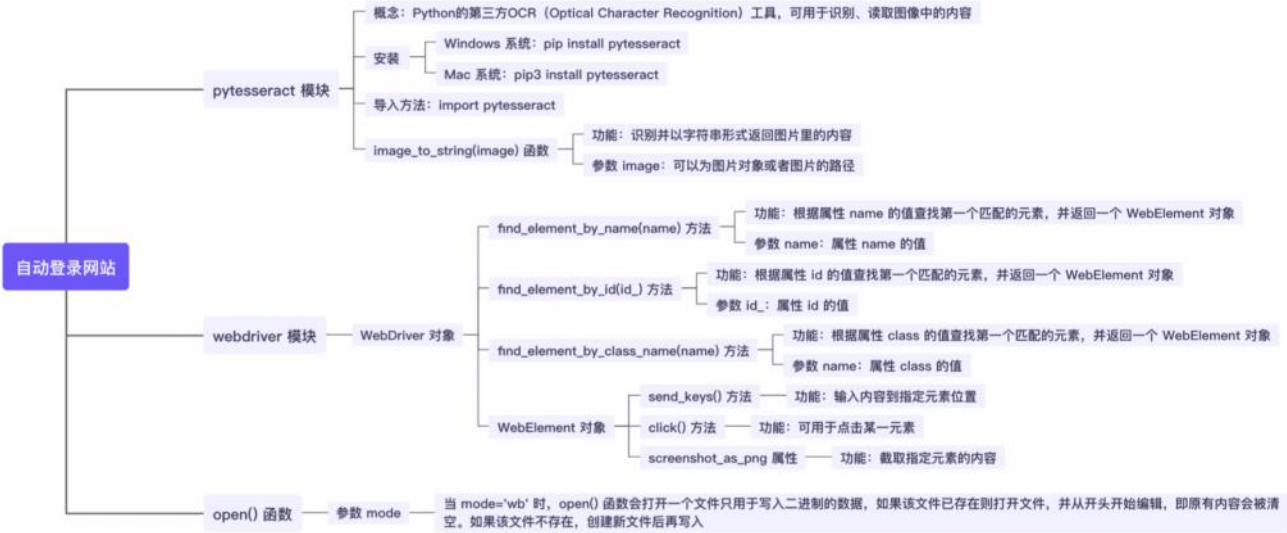 自动登录网站
pytesseract 模块
概念：Python的第三方OCR（Optical Character Recognition）工具，可用于识别、读取图像中的内容
安装
Windows 系统：pip install pytesseract
Mac 系统：pip3 install pytesseract
导入方法：import pytesseract
image_to_string(image) 函数
功能：识别并以字符串形式返回图片里的内容
参数 image：可以为图片对象或者图片的路径
webdriver 模块
WebDriver 对象
find_element_by_name(name) 方法
功能：根据属性 name 的值查找第一个匹配的元素，并返回一个 WebElement 对象
参数 name：属性 name 的值
find_element_by_id(id_) 方法
功能：根据属性 id 的值查找第一个匹配的元素，并返回一个 WebElement 对象
参数 id_：属性 id 的值
find_element_by_class_name(name) 方法
功能：根据属性 class 的值查找第一个匹配的元素，并返回一个 WebElement 对象
参数 name：属性 class 的值
WebElement 对象
send_keys() 方法
功能：输入内容到指定元素位置
click() 方法
功能：可用于点击某一元素
screenshot_as_png 属性
功能：截取指定元素的内容
open() 函数
参数 mode
当 mode='wb' 时，open() 函数会打开一个文件只用于写入二进制的数据，如果该文件已存在则打开文件，并从开头开始编辑，即原有内容会被清
空。如果该文件不存在，创建新文件后再写入